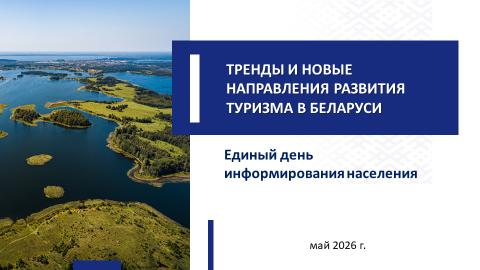 ТРЕНДЫ И НОВЫЕ
НАПРАВЛЕНИЯ РАЗВИТИЯ
ТУРИЗМА В БЕЛАРУСИ
Единый день
информирования населения
май 2026 г.